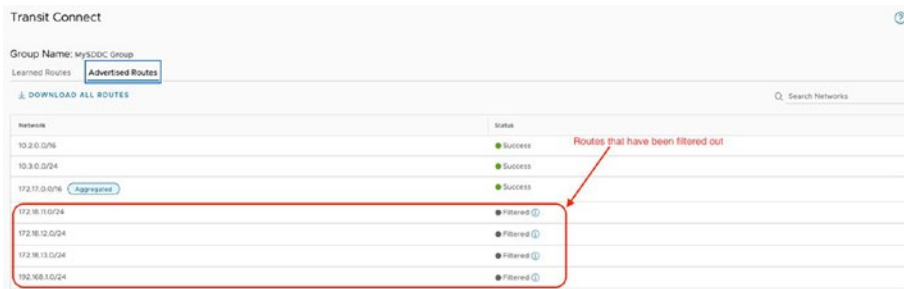 Transit Connect
Group Name: MySDDC Group
Learned Routes Advertised Routes
DOWNLOAD ALL ROUTES Search Networks
Network Status
10.2.0.0/16 Success
Routes that have been filtered out
10.3.0.0/24 Success
172.17.0.0/16 Aggregated Success
172.18.11.0/24 Filtered
172.18.12.0/24 Filtered
172.18.13.0/24 Filtered
192.168.1.0/24 Filtered